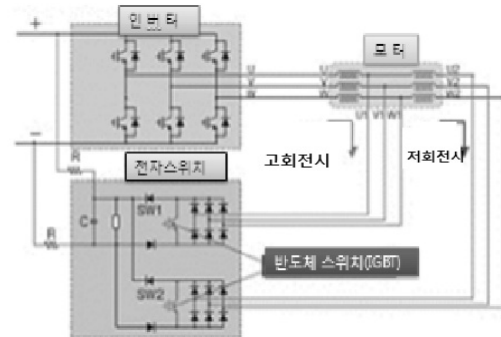 인버터
모터
U
V
W
U
V
W
U2
V2
W2
U1 V1 W1
R
전자스위치
고회전시
저회전시
C
SW1
R
반도체 스위치(IGBT)
SW2